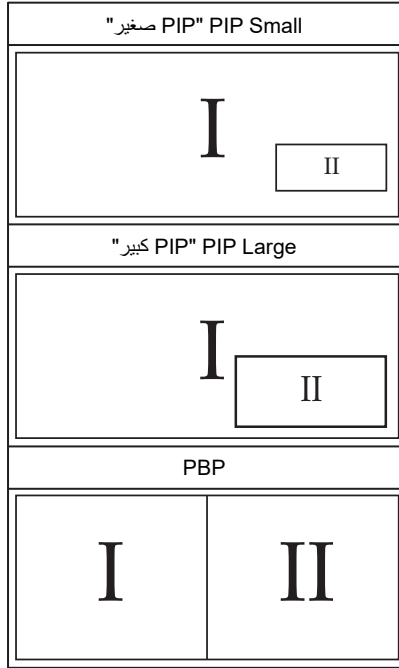 PIP Small "PIP صغير"
I
II
PIP Large "PIP كبير"
I
II
PBP
I II